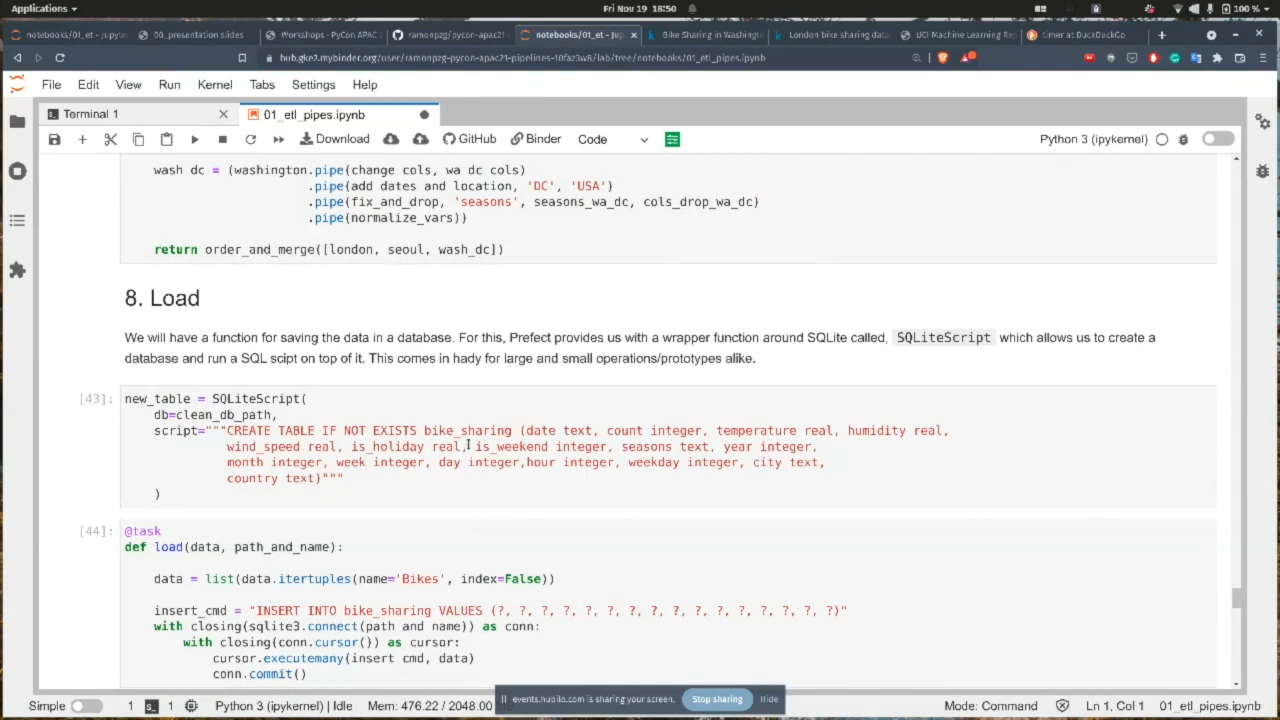 Applications
Fri Nov 19 18:50
100 %
notebooks/01_et - Jupyte
00_presentation slides
Workshops - PyCon APAC
ramonpzg/pycon-apac21-
notebooks/01_et - Jup
Bike Sharing in Washingt
London bike sharing data
UCI Machine Learning Rep
timer at DuckDuckGo
hub.gke2.mybinder.org/user/ramonpzg-pycon-apac21-pipelines-10faz3w8/lab/tree/notebooks/01_etl_pipes.ipynb
File Edit View Run Kernel Tabs Settings Help
Terminal 1
01_etl_pipes.ipynb
Download GitHub Binder Code Python 3 (ipykernel)
wash_dc = (washington.pipe(change_cols, wa_dc_cols)
.pipe(add_dates_and_location, 'DC', 'USA')
.pipe(fix_and_drop, 'seasons', seasons_wa_dc, cols_drop_wa_dc)
.pipe(normalize_vars))
return order_and_merge([london, seoul, wash_dc])
8. Load
We will have a function for saving the data in a database. For this, Prefect provides us with a wrapper function around SQLite called, SQLiteScript which allows us to create a
database and run a SQL scipt on top of it. This comes in hady for large and small operations/prototypes alike.
[43]: new_table = SQLiteScript(
db=clean_db_path,
script="""CREATE TABLE IF NOT EXISTS bike_sharing (date text, count integer, temperature real, humidity real,
wind_speed real, is_holiday real, is_weekend integer, seasons text, year integer,
month integer, week integer, day integer,hour integer, weekday integer, city text,
country text)"""
)
[44]: @task
def load(data, path_and_name):
data = list(data.itertuples(name='Bikes', index=False))
insert_cmd = "INSERT INTO bike_sharing VALUES (?, ?, ?, ?, ?, ?, ?, ?, ?, ?, ?, ?, ?, ?, ?, ?)"
with closing(sqlite3.connect(path_and_name)) as conn:
with closing(conn.cursor()) as cursor:
cursor.executemany(insert_cmd, data)
conn.commit()
events.hubilo.com is sharing your screen. Stop sharing Hide
Simple 1 1 Python 3 (ipykernel) | Idle Mem: 476.22 / 2048.00 Mode: Command Ln 1, Col 1 01_etl_pipes.ipynb